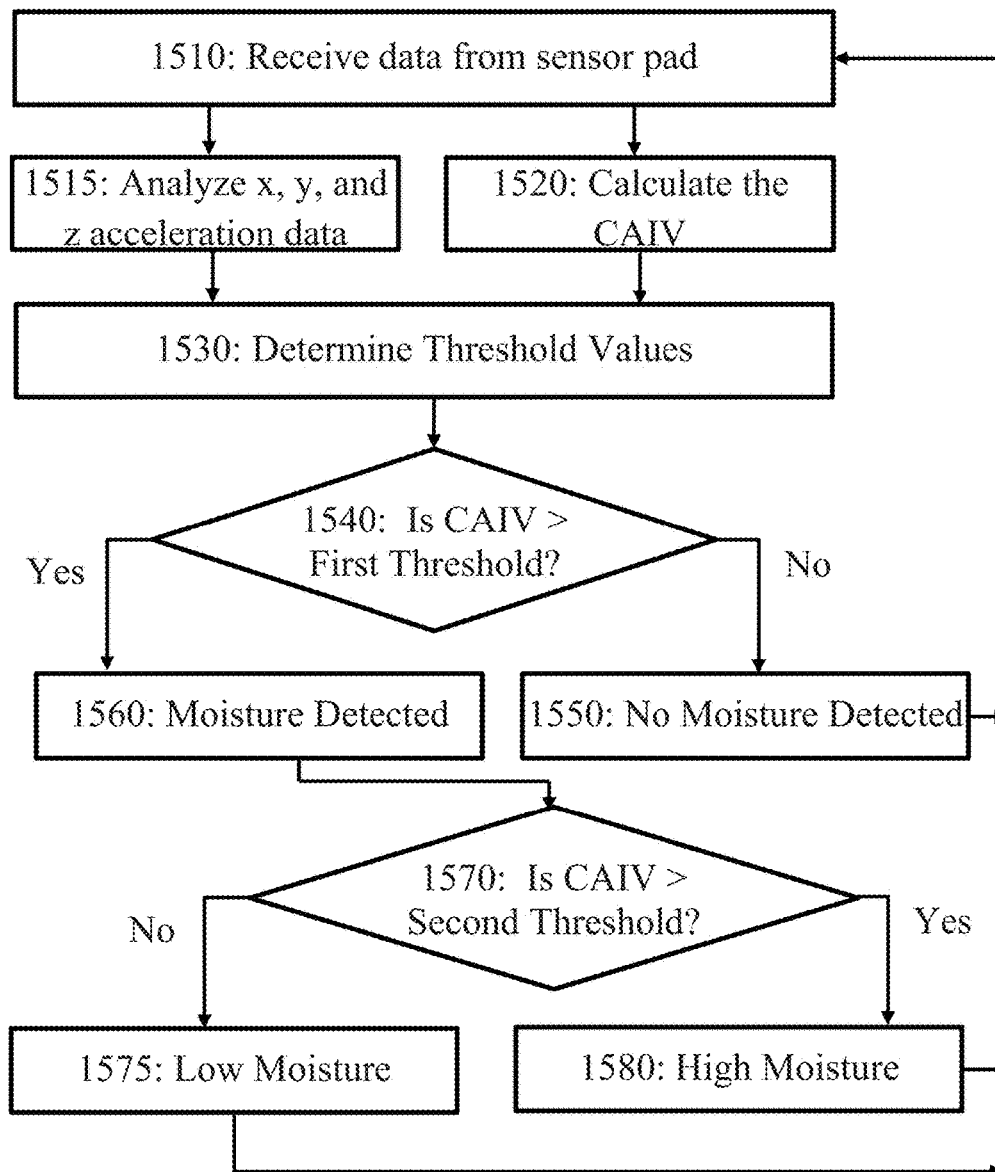 1510: Receive data from sensor pad
1515: Analyze x, y, and
z acceleration data
1520: Calculate the
CAIV
1530: Determine Threshold Values
1540: Is CAIV >
First Threshold?
Yes
No
1560: Moisture Detected
1550: No Moisture Detected
1570: Is CAIV >
Second Threshold?
No
Yes
1575: Low Moisture
1580: High Moisture